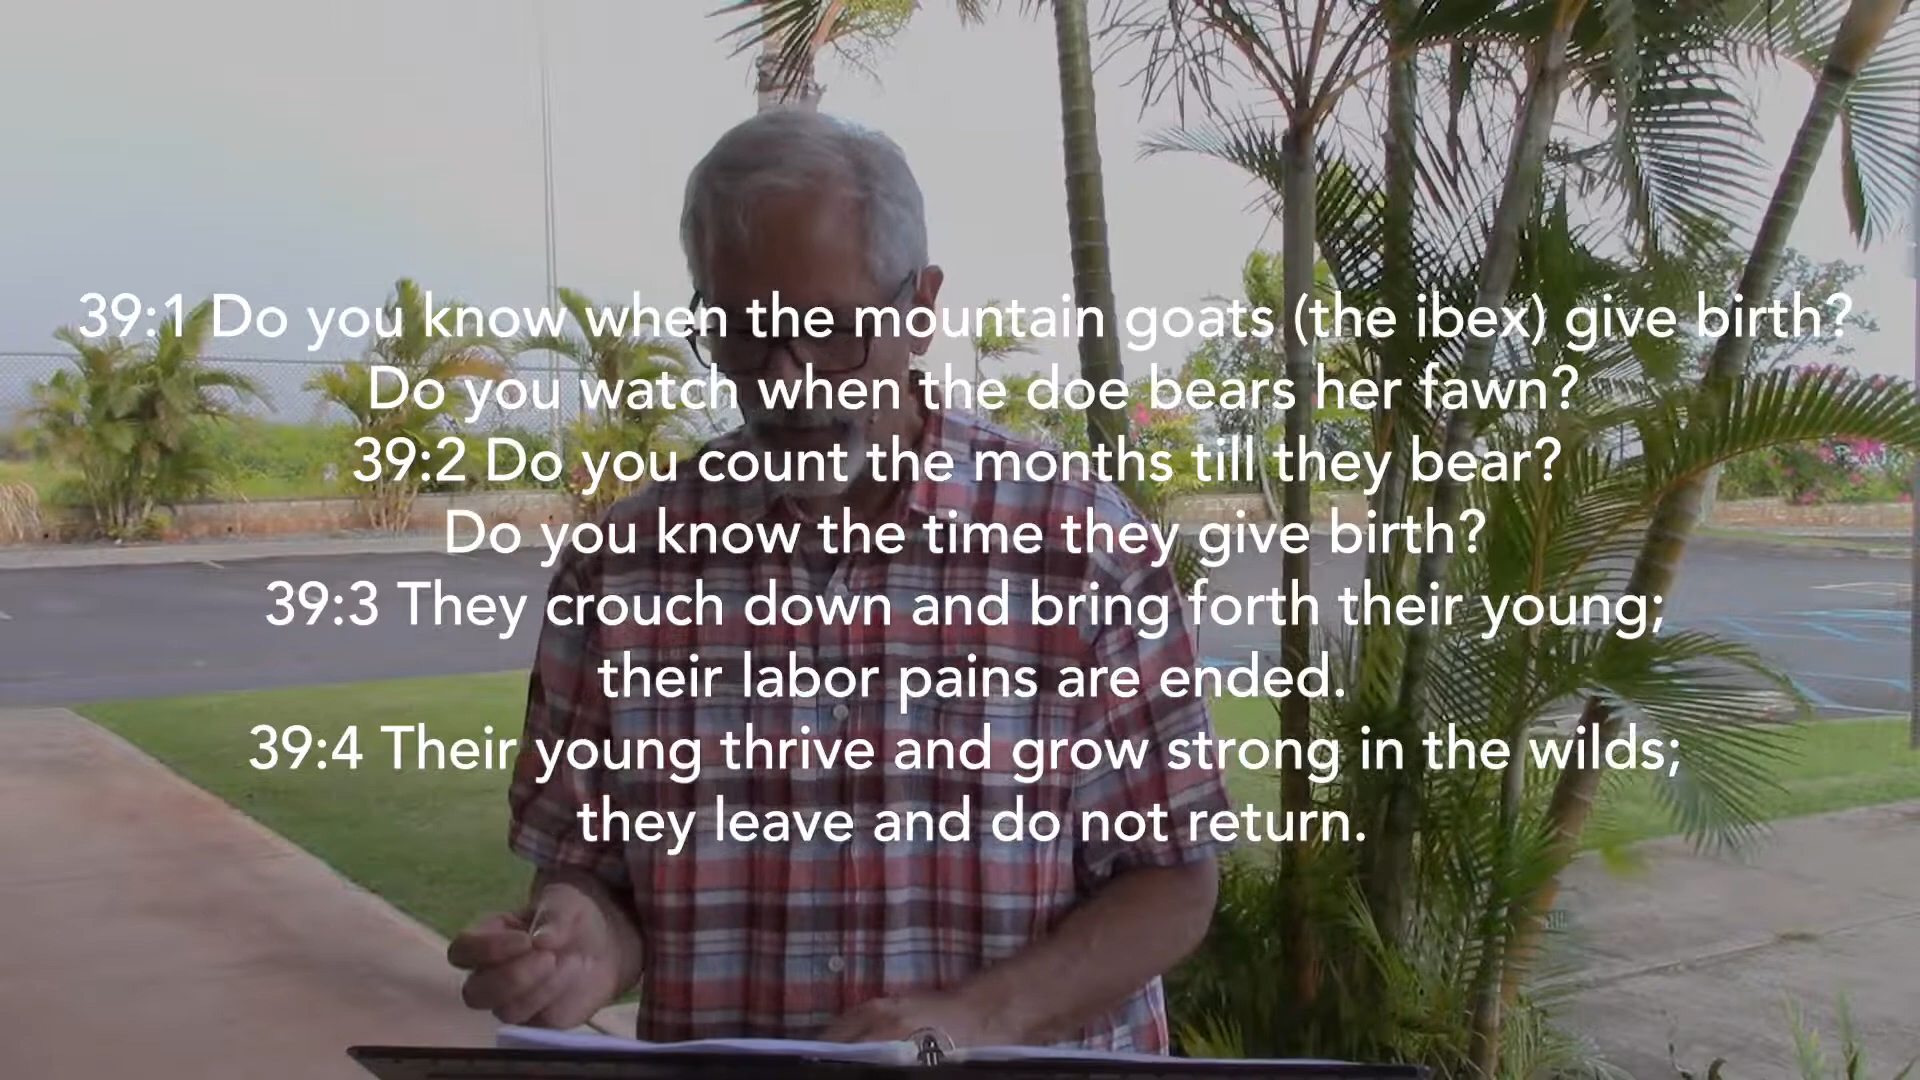 39:1 Do you know when the mountain goats (the ibex) give birth?
Do you watch when the doe bears her fawn?
39:2 Do you count the months till they bear?
Do you know the time they give birth?
39:3 They crouch down and bring forth their young;
their labor pains are ended.
39:4 Their young thrive and grow strong in the wilds;
they leave and do not return.